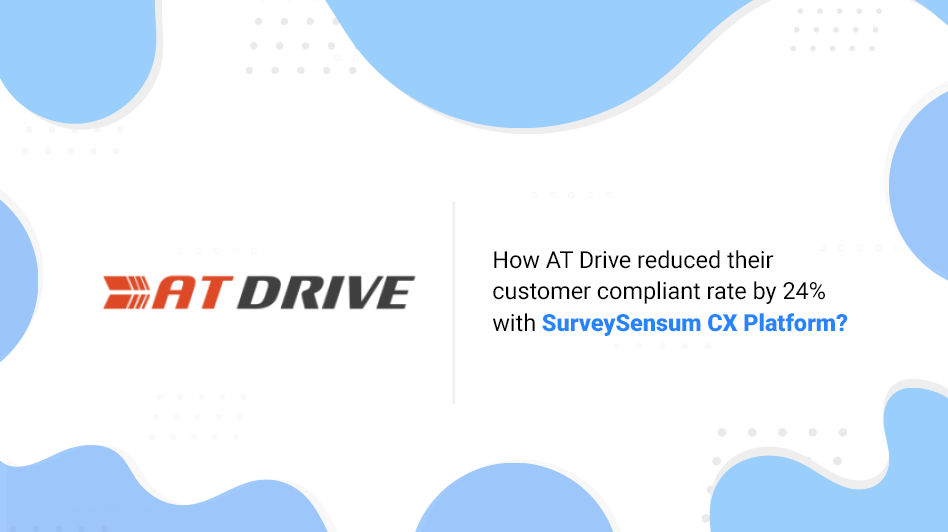 AT DRIVE
How AT Drive reduced their
customer compliant rate by 24%
with SurveySensum CX Platform?